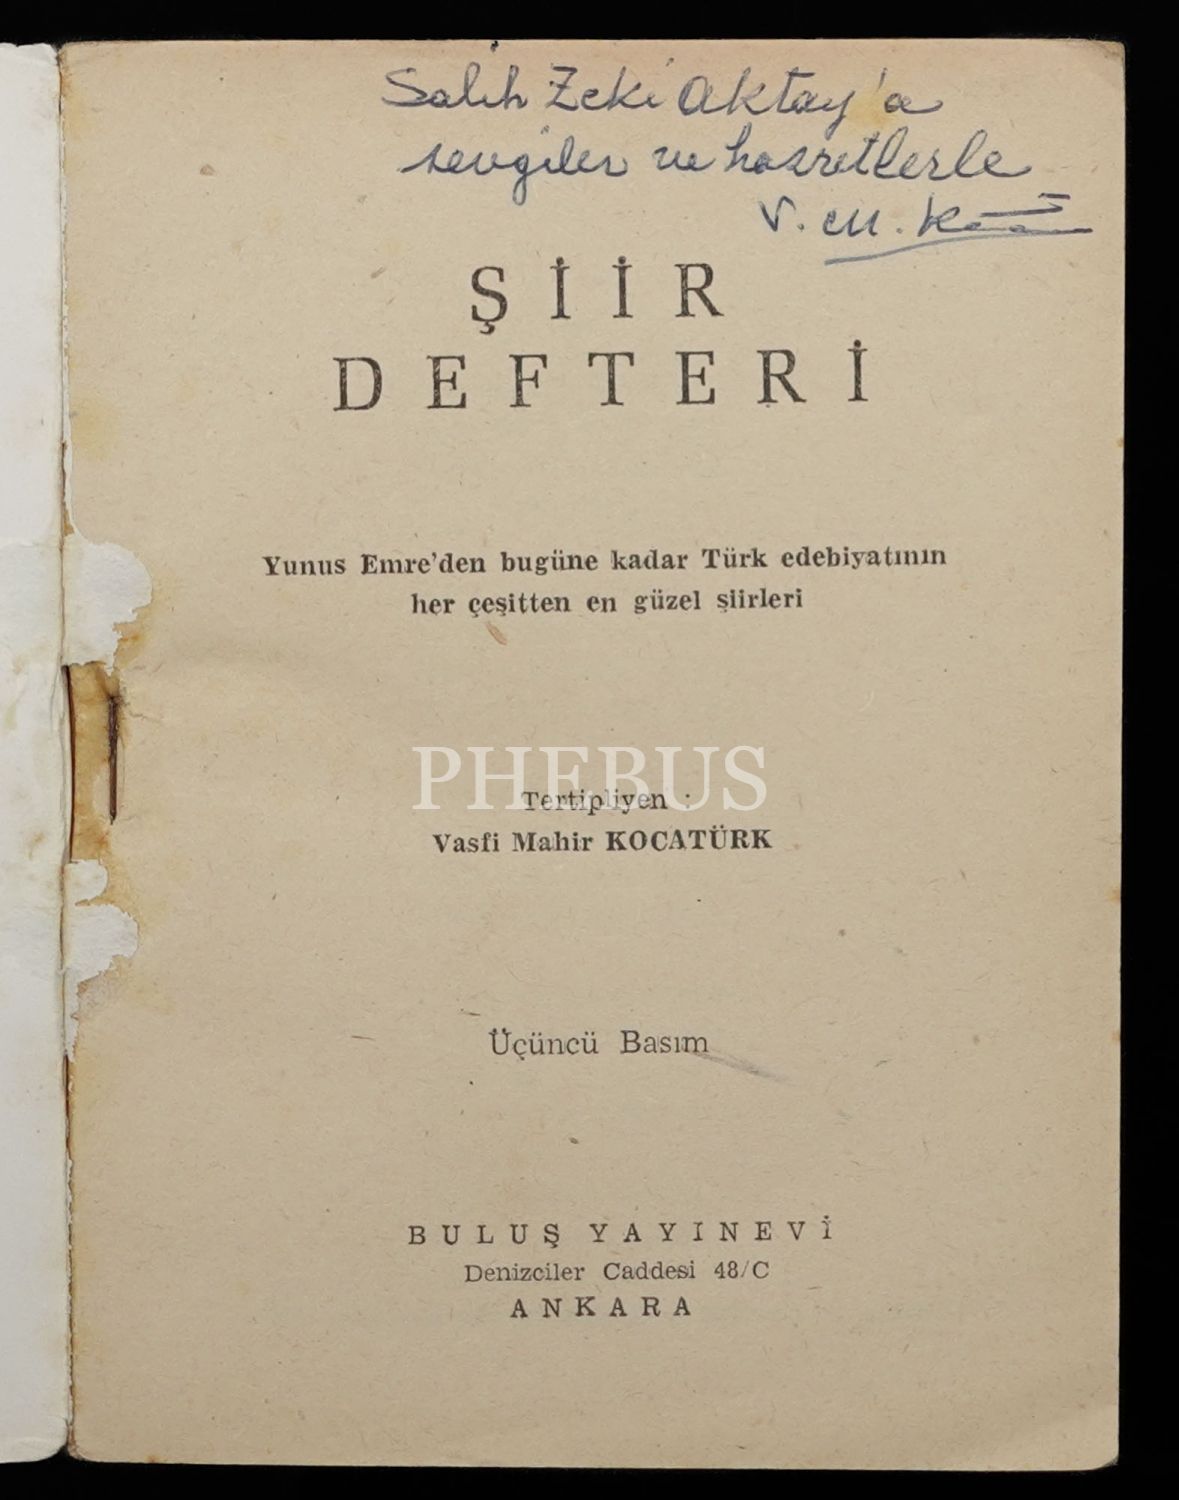 Salih Zeki Aktay'a
sevgiler ve hasretlerle
V. M.
ŞİİR
DEFTERİ
Yunus Emre'den bugüne kadar Türk edebiyatının
her çeşitten en güzel şiirleri
PHEBUS
Tertipliyen :
Vasfi Mahir KOCATÜRK
Üçüncü Basım
BULUŞ YAYINEVİ
Denizciler Caddesi 48/C
ANKARA